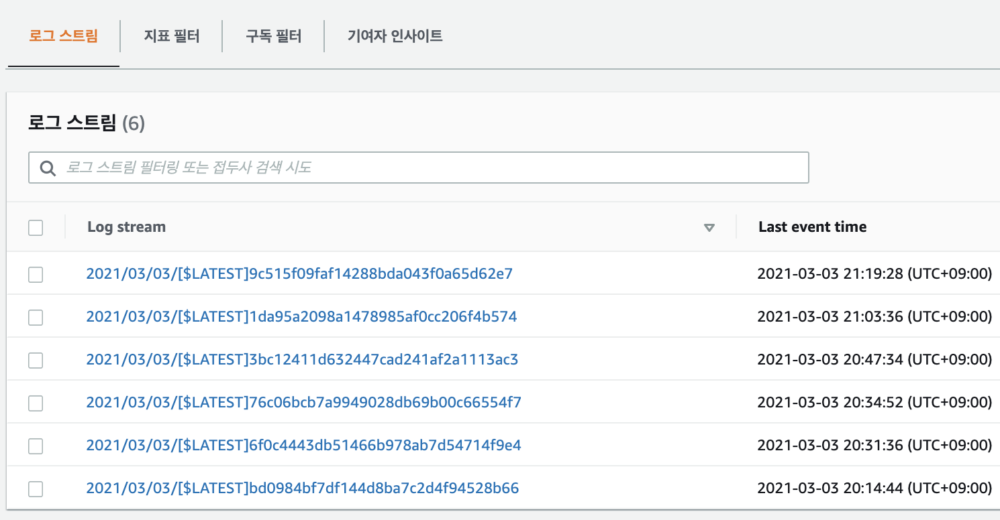 로그 스트림 지표 필터 구독 필터 기여자 인사이트
로그 스트림 (6)
로그 스트림 필터링 또는 접두사 검색 시도
Log stream Last event time
2021/03/03/[$LATEST]9c515f09faf14288bda043f0a65d62e7 2021-03-03 21:19:28 (UTC+09:00)
2021/03/03/[$LATEST]1da95a2098a1478985af0cc206f4b574 2021-03-03 21:03:36 (UTC+09:00)
2021/03/03/[$LATEST]3bc12411d632447cad241af2a1113ac3 2021-03-03 20:47:34 (UTC+09:00)
2021/03/03/[$LATEST]76c06bcb7a9949028db69b00c66554f7 2021-03-03 20:34:52 (UTC+09:00)
2021/03/03/[$LATEST]6f0c4443db51466b978ab7d54714f9e4 2021-03-03 20:31:36 (UTC+09:00)
2021/03/03/[$LATEST]bd0984bf7df144d8ba7c2d4f94528b66 2021-03-03 20:14:44 (UTC+09:00)